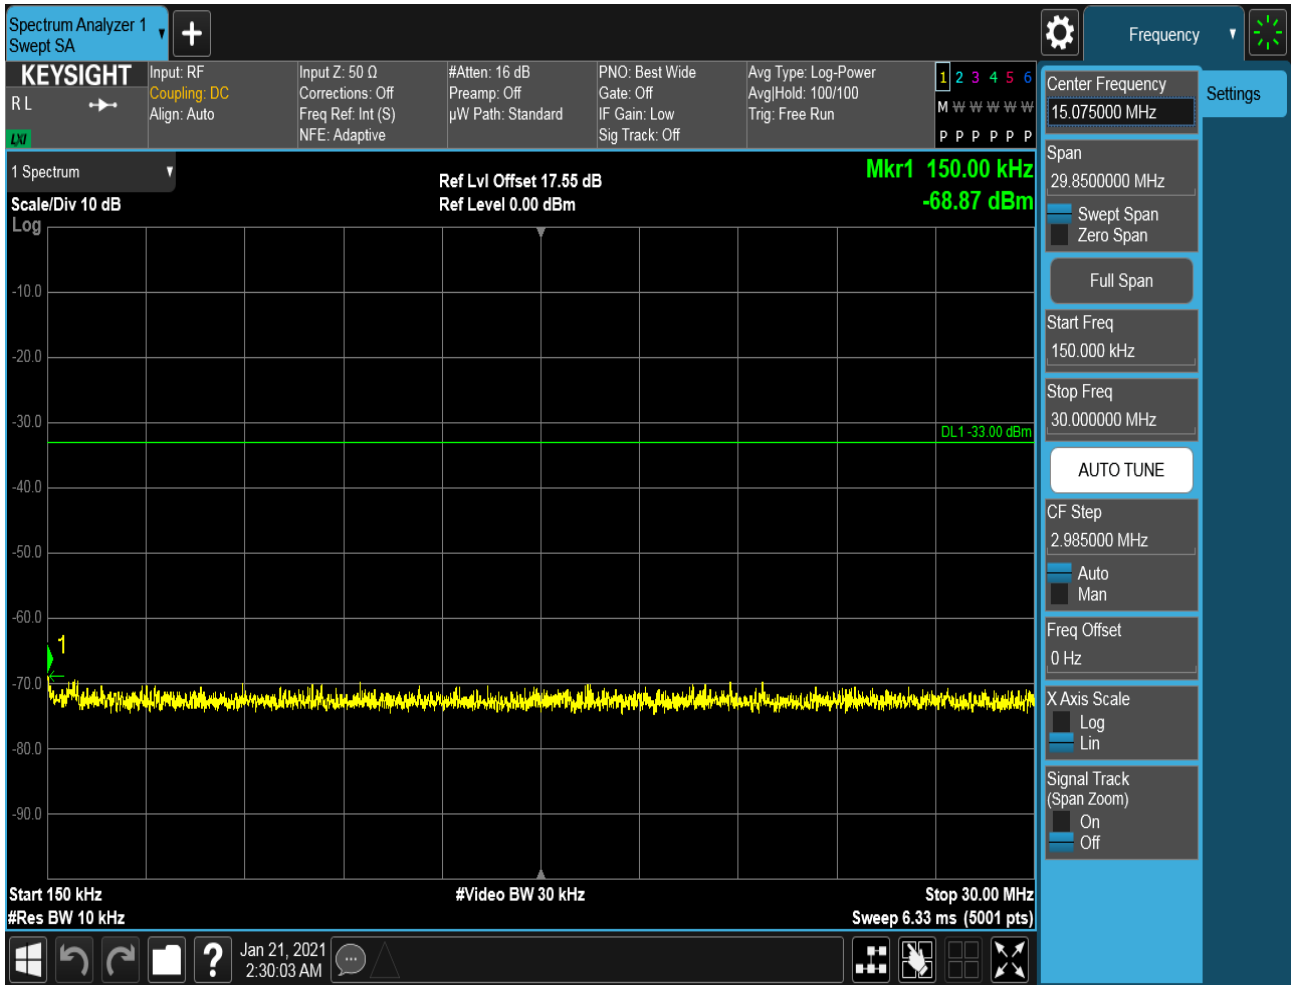 Spectrum Analyzer 1
Swept SA
Frequency
KEYSIGHT
R L
LXI
Input: RF
Coupling: DC
Align: Auto
Input Z: 50 Ω
Corrections: Off
Freq Ref: Int (S)
NFE: Adaptive
#Atten: 16 dB
Preamp: Off
µW Path: Standard
PNO: Best Wide
Gate: Off
IF Gain: Low
Sig Track: Off
Avg Type: Log-Power
Avg|Hold: 100/100
Trig: Free Run
1 2 3 4 5 6
M W W W W W
P P P P P P
1 Spectrum
Scale/Div 10 dB
Log
Ref Lvl Offset 17.55 dB
Ref Level 0.00 dBm
Mkr1 150.00 kHz
-68.87 dBm
-10.0
-20.0
-30.0
DL1 -33.00 dBm
-40.0
-50.0
-60.0
1
-70.0
-80.0
-90.0
Start 150 kHz
#Video BW 30 kHz
Stop 30.00 MHz
#Res BW 10 kHz
Sweep 6.33 ms (5001 pts)
Jan 21, 2021
2:30:03 AM
?
Center Frequency
15.075000 MHz
Settings
Span
29.8500000 MHz
Swept Span
Zero Span
Full Span
Start Freq
150.000 kHz
Stop Freq
30.000000 MHz
AUTO TUNE
CF Step
2.985000 MHz
Auto
Man
Freq Offset
0 Hz
X Axis Scale
Log
Lin
Signal Track
(Span Zoom)
On
Off